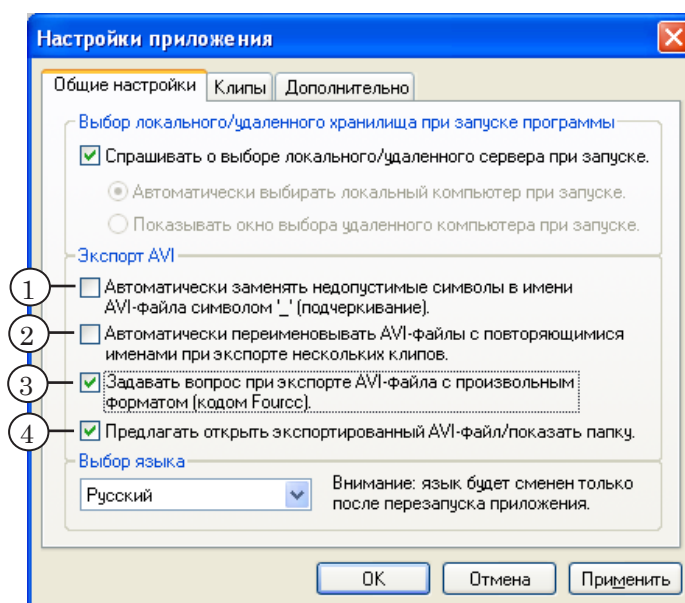 Настройки приложения
Общие настройки Клипы Дополнительно
Выбор локального/удаленного хранилища при запуске программы
Спрашивать о выборе локального/удаленного сервера при запуске.
Автоматически выбирать локальный компьютер при запуске.
Показывать окно выбора удаленного компьютера при запуске.
Экспорт AVI
1 Автоматически заменять недопустимые символы в имени
AVI-файла символом '_' (подчеркивание).
2 Автоматически переименовывать AVI-файлы с повторяющимися
именами при экспорте нескольких клипов.
3 Задавать вопрос при экспорте AVI-файла с произвольным
форматом (кодом Fourcc).
4 Предлагать открыть экспортированный AVI-файл/показать папку.
Выбор языка
Русский
Внимание: язык будет сменен только
после перезапуска приложения.
OK Отмена Применить